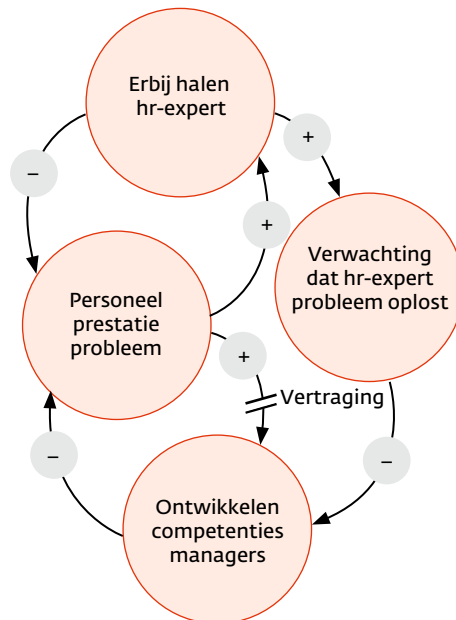 Erbij halen
hr-expert
+
–
+
Verwachting
dat hr-expert
probleem oplost
Personeel
prestatie
probleem
+
Vertraging
–
–
Ontwikkelen
competenties
managers